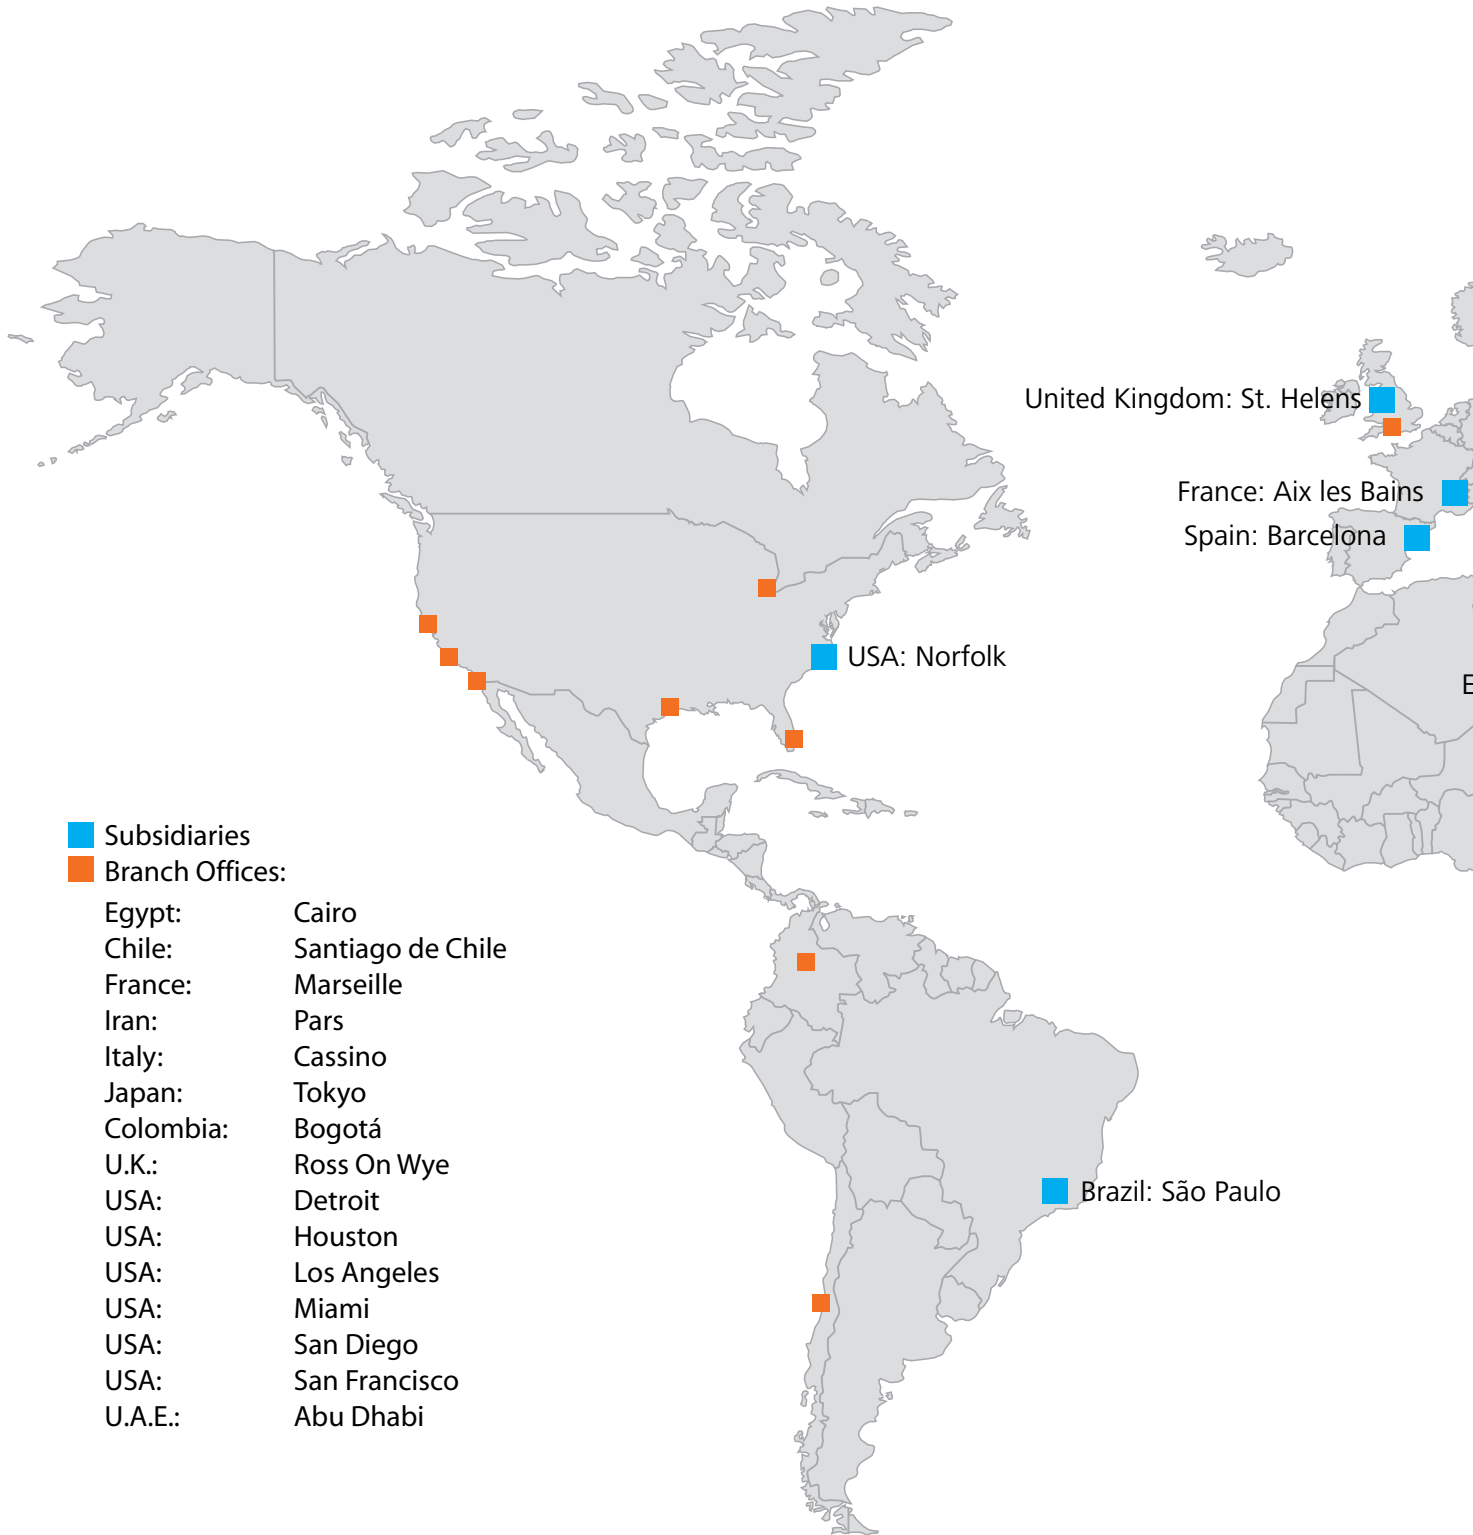 United Kingdom: St. Helens
France: Aix les Bains
Spain: Barcelona
USA: Norfolk
E
Subsidiaries
Branch Offices:
Egypt: Cairo
Chile: Santiago de Chile
France: Marseille
Iran: Pars
Italy: Cassino
Japan: Tokyo
Colombia: Bogotá
U.K.: Ross On Wye
USA: Detroit
USA: Houston
USA: Los Angeles
USA: Miami
USA: San Diego
USA: San Francisco
U.A.E.: Abu Dhabi
Brazil: São Paulo